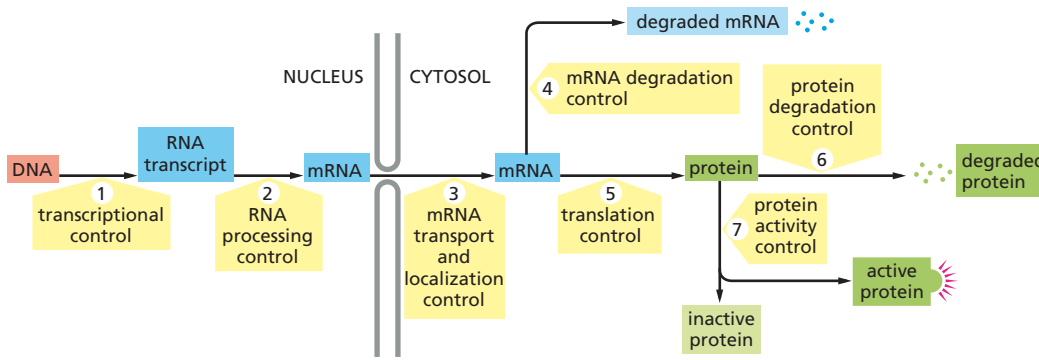 degraded mRNA
NUCLEUS
CYTOSOL
4 mRNA degradation
control
protein
degradation
control
6
DNA
RNA
transcript
mRNA
mRNA
protein
degraded
protein
1
transcriptional
control
2
RNA
processing
control
3
mRNA
transport
and
localization
control
5
translation
control
7
protein
activity
control
active
protein
inactive
protein